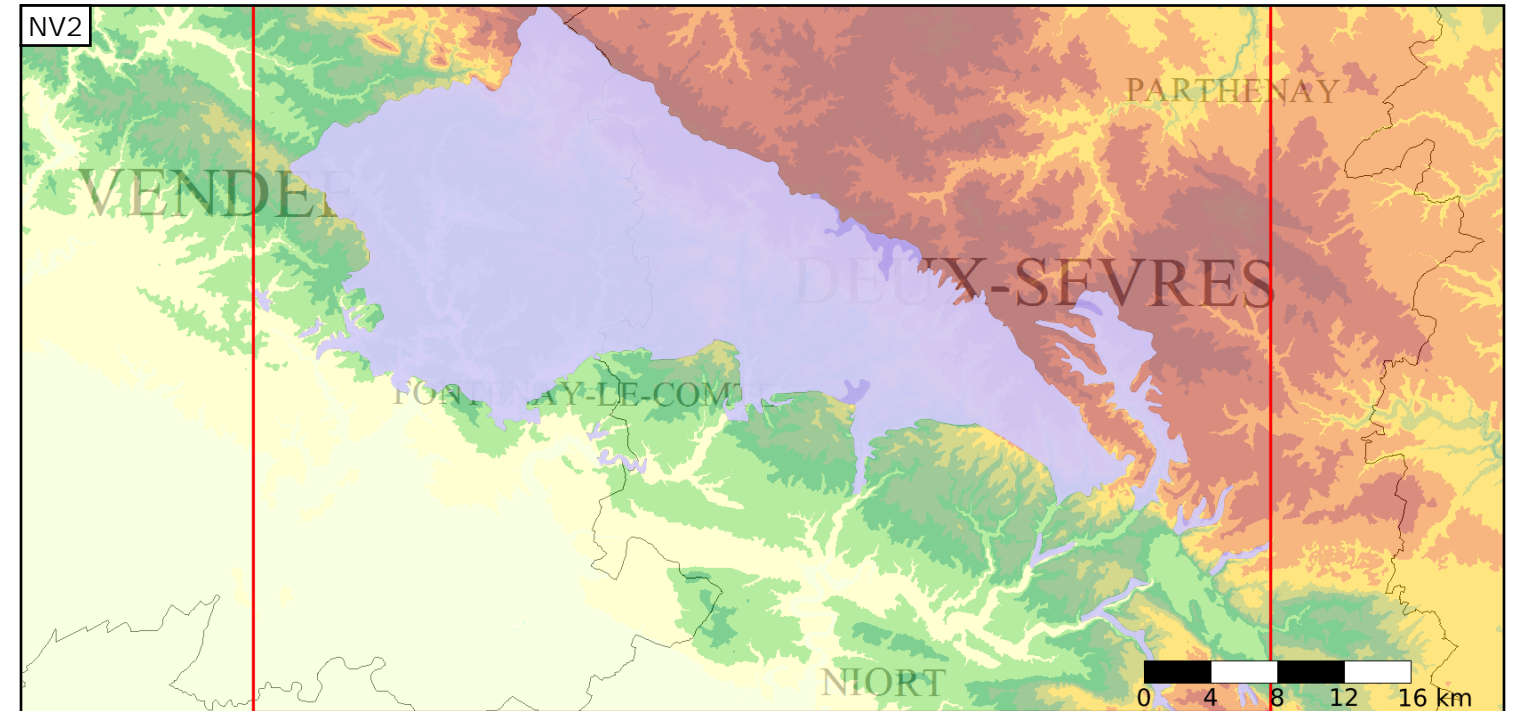 NV2
PARTHENAY
VENDEE
DEUX-SEVRES
FONTENAY-LE-COMTE
NIORT
0 4 8 12 16 km